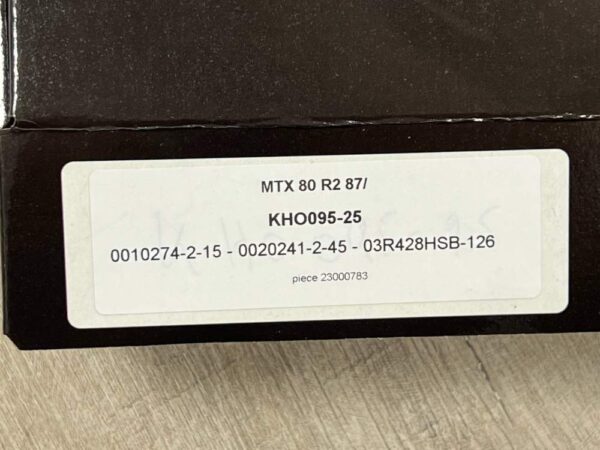 MTX 80 R2 87/
KHO095-25
0010274-2-15 - 0020241-2-45 - 03R428HSB-126
piece 23000783